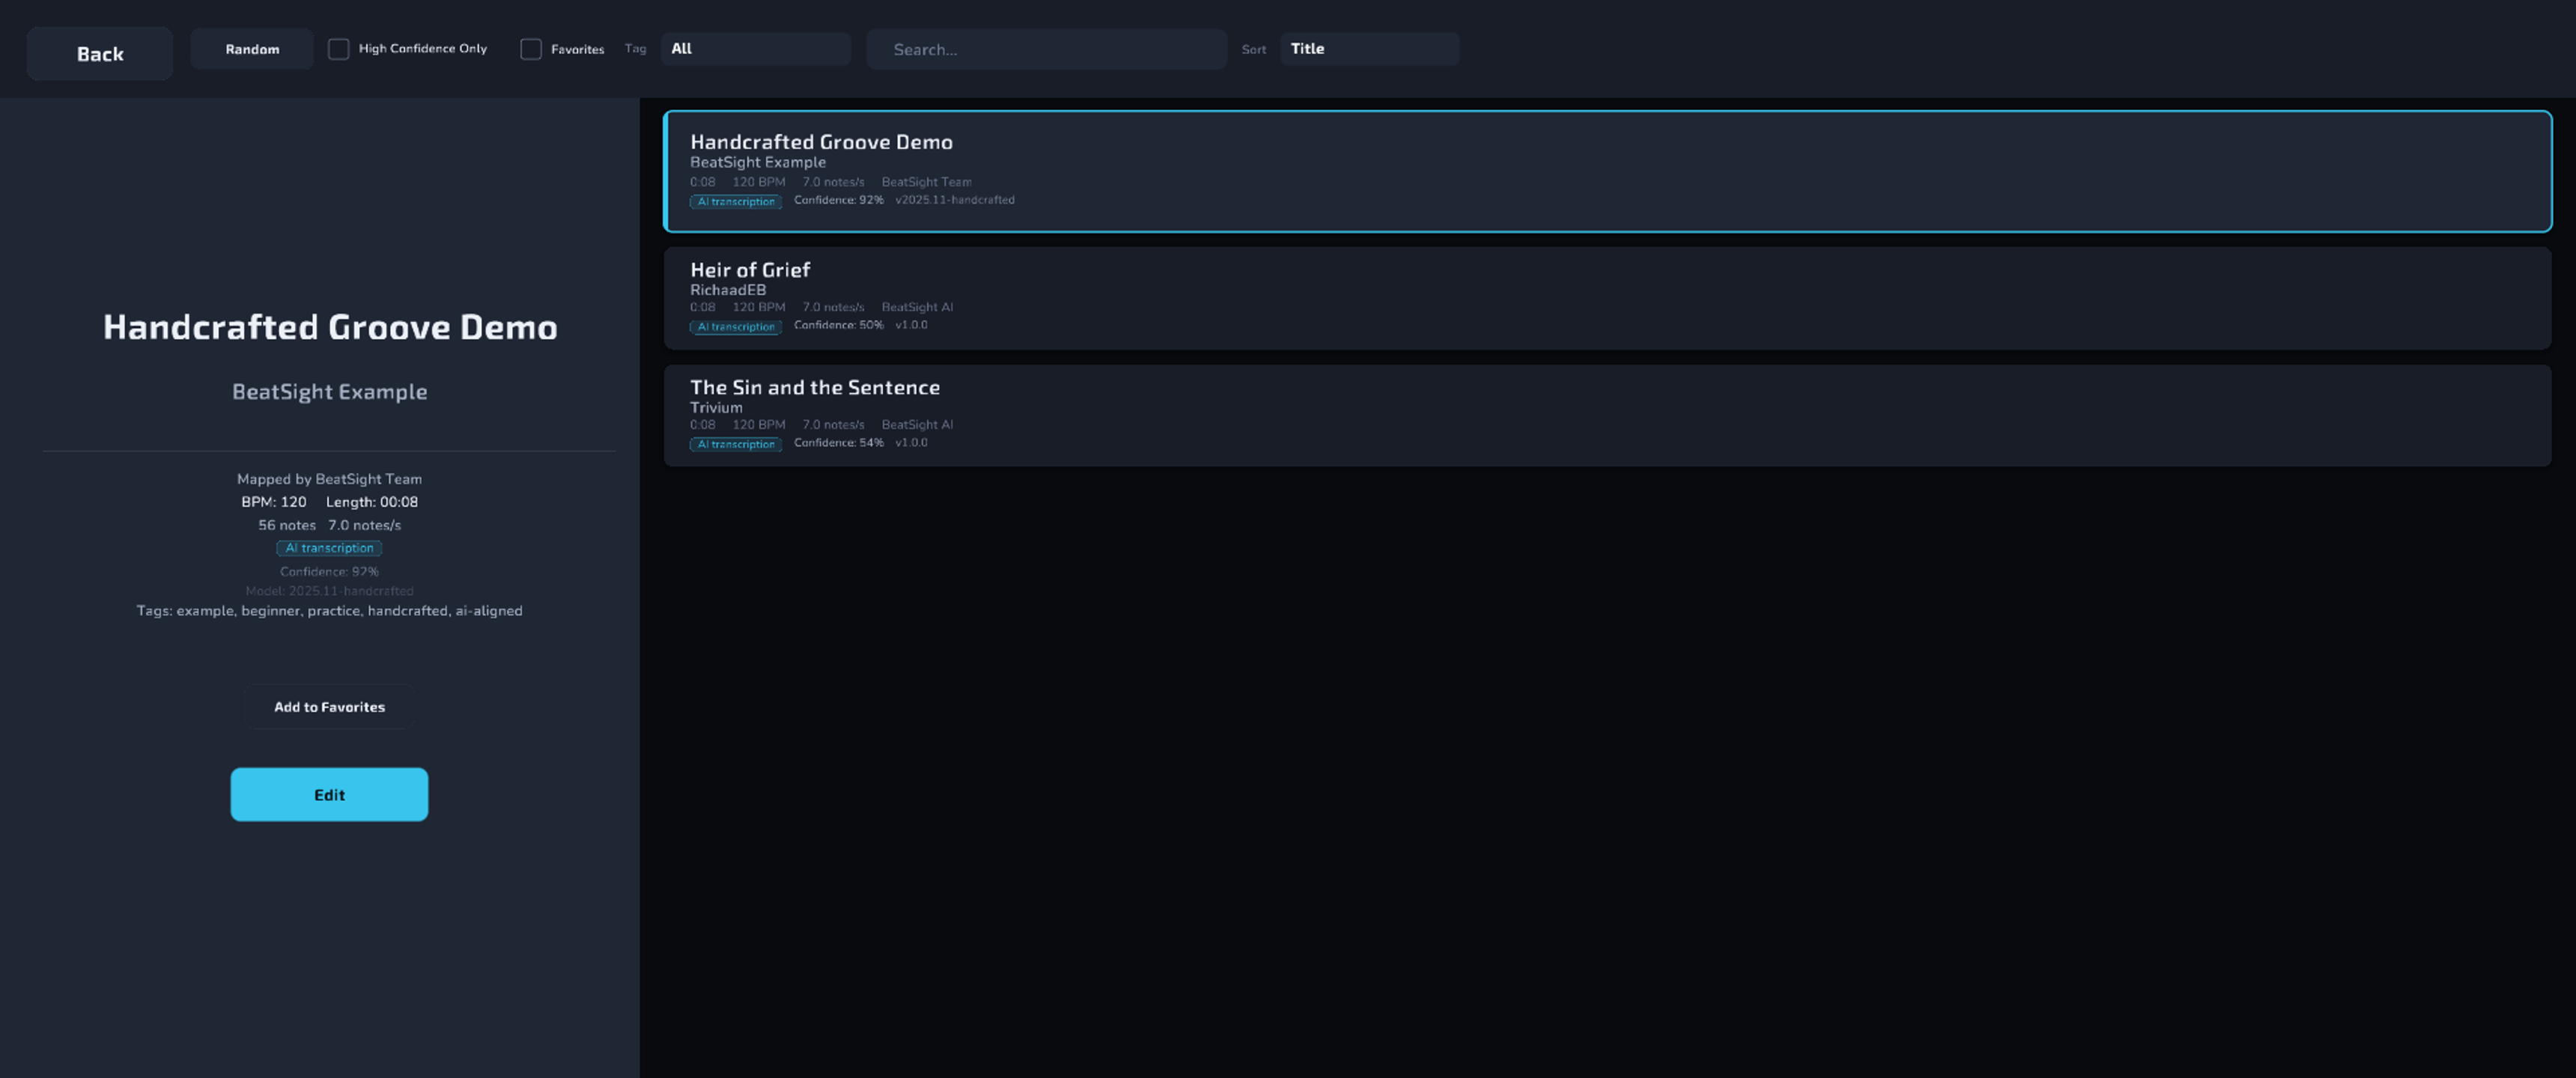 Back
Random
High Confidence Only
Favorites
Tag
All
Search...
Sort
Title
Handcrafted Groove Demo
BeatSight Example
Mapped by BeatSight Team
BPM: 120 Length: 00:08
56 notes 7.0 notes/s
AI transcription
Confidence: 92%
Model: 2025.11-handcrafted
Tags: example, beginner, practice, handcrafted, ai-aligned
Add to Favorites
Edit
Handcrafted Groove Demo
BeatSight Example
0:08 120 BPM 7.0 notes/s BeatSight Team
AI transcription Confidence: 92% v2025.11-handcrafted
Heir of Grief
RichaadEB
0:08 120 BPM 7.0 notes/s BeatSight AI
AI transcription Confidence: 50% v1.0.0
The Sin and the Sentence
Trivium
0:08 120 BPM 7.0 notes/s BeatSight AI
AI transcription Confidence: 54% v1.0.0